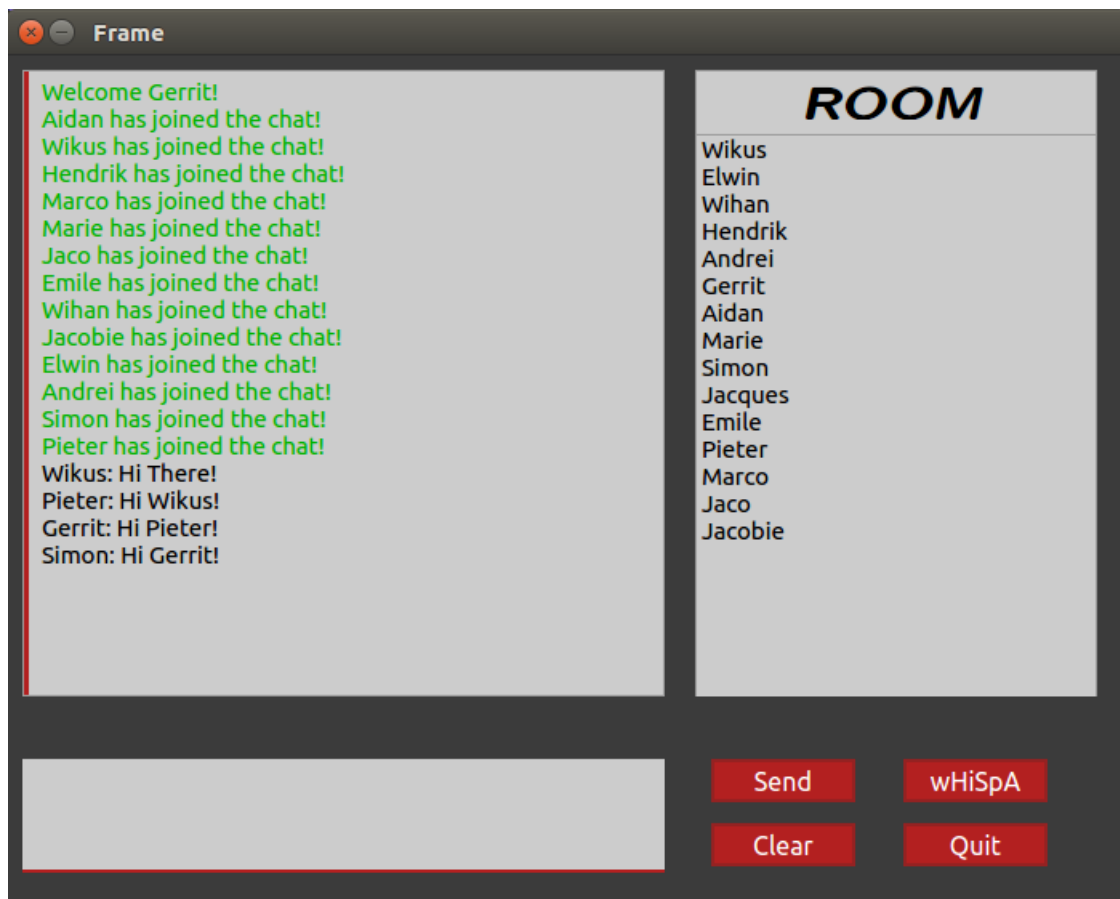 Frame
Welcome Gerrit!
Aidan has joined the chat!
Wikus has joined the chat!
Hendrik has joined the chat!
Marco has joined the chat!
Marie has joined the chat!
Jaco has joined the chat!
Emile has joined the chat!
Wihan has joined the chat!
Jacobie has joined the chat!
Elwin has joined the chat!
Andrei has joined the chat!
Simon has joined the chat!
Pieter has joined the chat!
Wikus: Hi There!
Pieter: Hi Wikus!
Gerrit: Hi Pieter!
Simon: Hi Gerrit!
ROOM
Wikus
Elwin
Wihan
Hendrik
Andrei
Gerrit
Aidan
Marie
Simon
Jacques
Emile
Pieter
Marco
Jaco
Jacobie
Send
wHiSpA
Clear
Quit